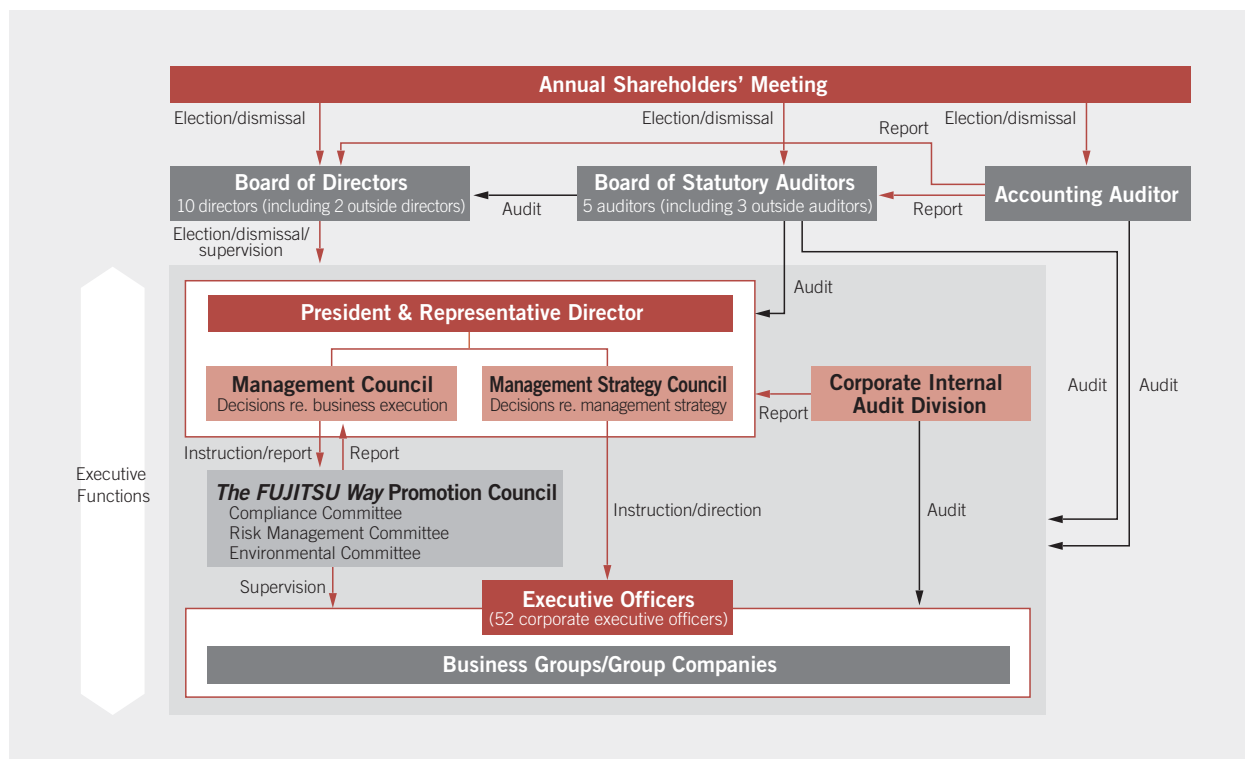 Annual Shareholders' Meeting
Election/dismissal
Election/dismissal
Election/dismissal
Report
Board of Directors
10 directors (including 2 outside directors)
Audit
Board of Statutory Auditors
5 auditors (including 3 outside auditors)
Report
Accounting Auditor
Election/dismissal/
supervision
Audit
President & Representative Director
Management Council
Decisions re. business execution
Management Strategy Council
Decisions re. management strategy
Report
Corporate Internal
Audit Division
Audit
Audit
Instruction/report
Report
Executive
Functions
The FUJITSU Way Promotion Council
Compliance Committee
Risk Management Committee
Environmental Committee
Instruction/direction
Audit
Supervision
Executive Officers
(52 corporate executive officers)
Business Groups/Group Companies